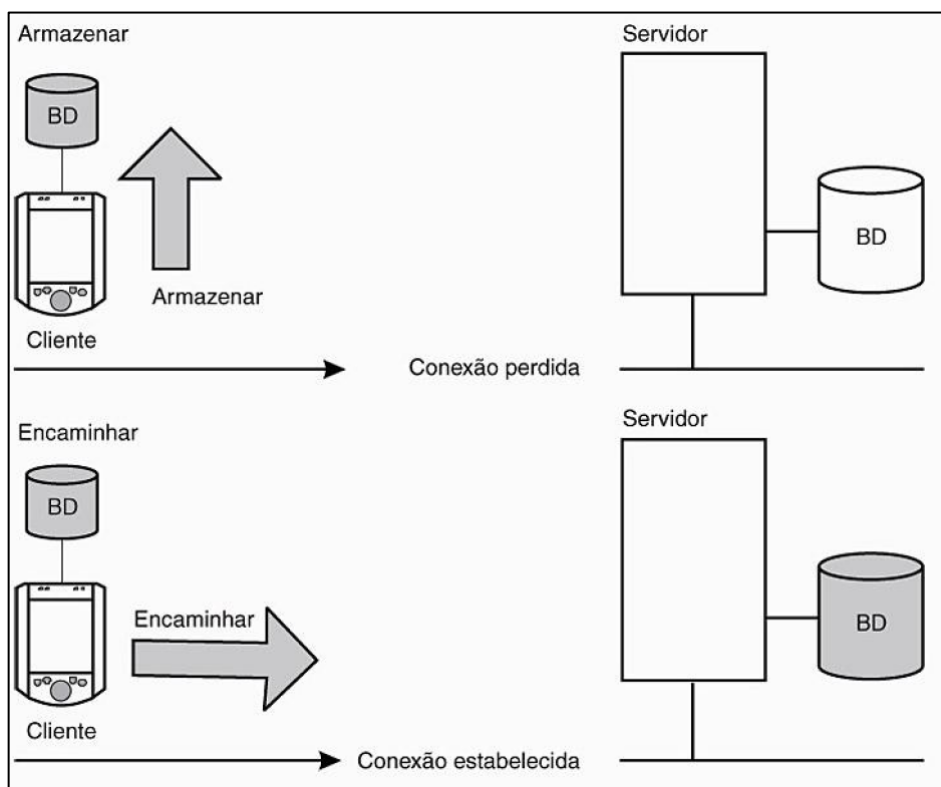 Armazenar
Servidor
BD
BD
Armazenar
Cliente
Conexão perdida
Encaminhar
Servidor
BD
Encaminhar
BD
Cliente
Conexão estabelecida